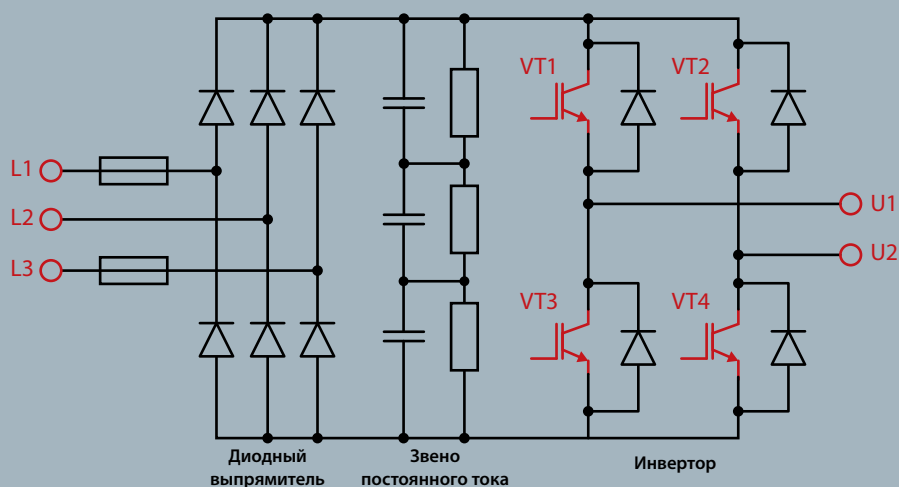 VT1
VT2
L1
L2
L3
U1
U2
VT3
VT4
Диодный
выпрямитель
Звено
постоянного тока
Инвертор